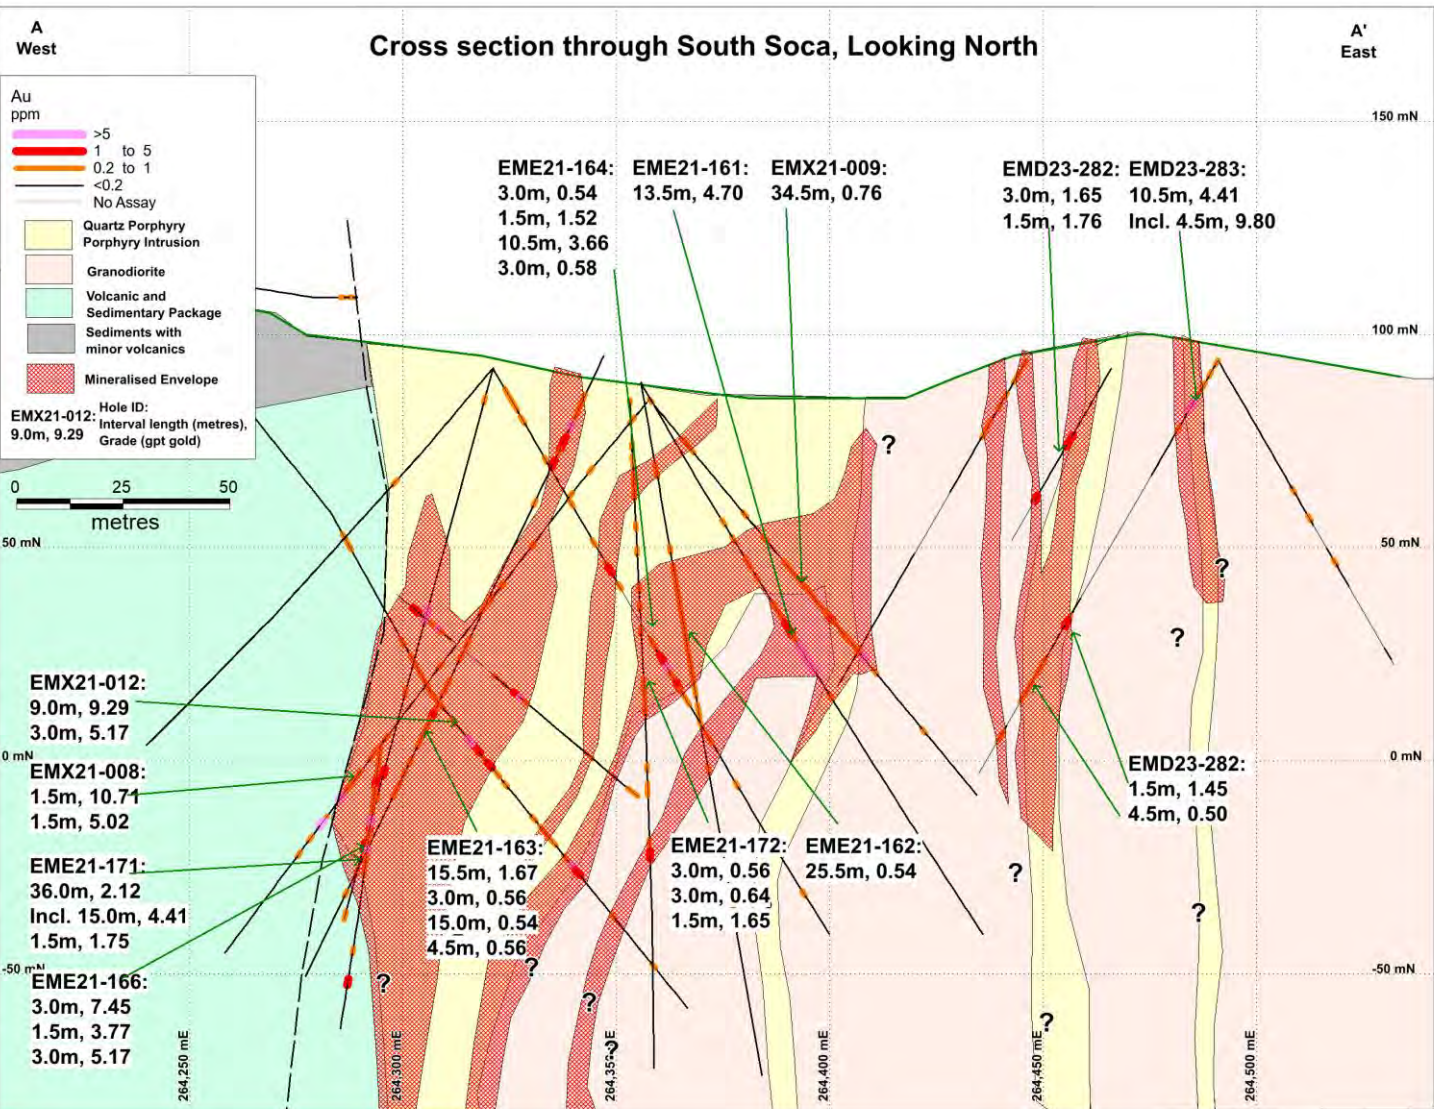 A
West
Cross section through South Soca, Looking North
A'
East
Au
ppm
>5
1 to 5
0.2 to 1
<0.2
No Assay
Quartz Porphyry
Porphyry Intrusion
Granodiorite
Volcanic and
Sedimentary Package
Sediments with
minor volcanics
Mineralised Envelope
EMX21-012:
9.0m, 9.29
Hole ID:
Interval length (metres),
Grade (gpt gold)
0 25 50
metres
150 mN
100 mN
50 mN
50 mN
0 mN
0 mN
-50 mN
-50 mN
EME21-164:
3.0m, 0.54
1.5m, 1.52
10.5m, 3.66
3.0m, 0.58
EME21-161:
13.5m, 4.70
EMX21-009:
34.5m, 0.76
EMD23-282:
3.0m, 1.65
1.5m, 1.76
EMD23-283:
10.5m, 4.41
Incl. 4.5m, 9.80
?
?
?
EMX21-012:
9.0m, 9.29
3.0m, 5.17
EMX21-008:
1.5m, 10.71
1.5m, 5.02
EME21-171:
36.0m, 2.12
Incl. 15.0m, 4.41
1.5m, 1.75
EME21-166:
3.0m, 7.45
1.5m, 3.77
3.0m, 5.17
EME21-163:
15.5m, 1.67
3.0m, 0.56
15.0m, 0.54
4.5m, 0.56
EME21-172:
3.0m, 0.56
3.0m, 0.64
1.5m, 1.65
EME21-162:
25.5m, 0.54
EMD23-282:
1.5m, 1.45
4.5m, 0.50
?
?
?
?
?
?
?
264,250 mE
264,300 mE
264,350 mE
264,400 mE
264,450 mE
264,500 mE